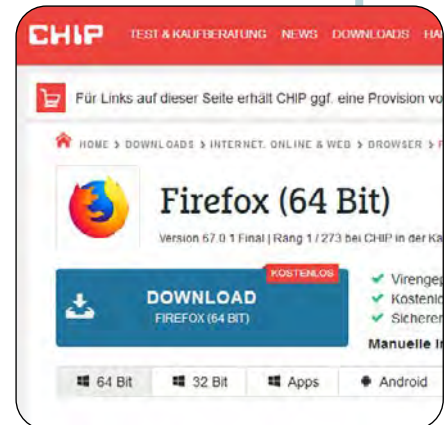 CHIP TEST & KAUFBERATUNG NEWS DOWNLOADS
Für Links auf dieser Seite erhält CHIP ggf. eine Provision
HOME > DOWNLOADS > INTERNET, ONLINE & WEB > BROWSER >
Firefox (64 Bit)
Version 67.0.1 Final | Rang 1 / 273 bei CHIP in der
KOSTENLOS
DOWNLOAD
FIREFOX (64 BIT)
Manuelle
64 Bit 32 Bit Apps Android